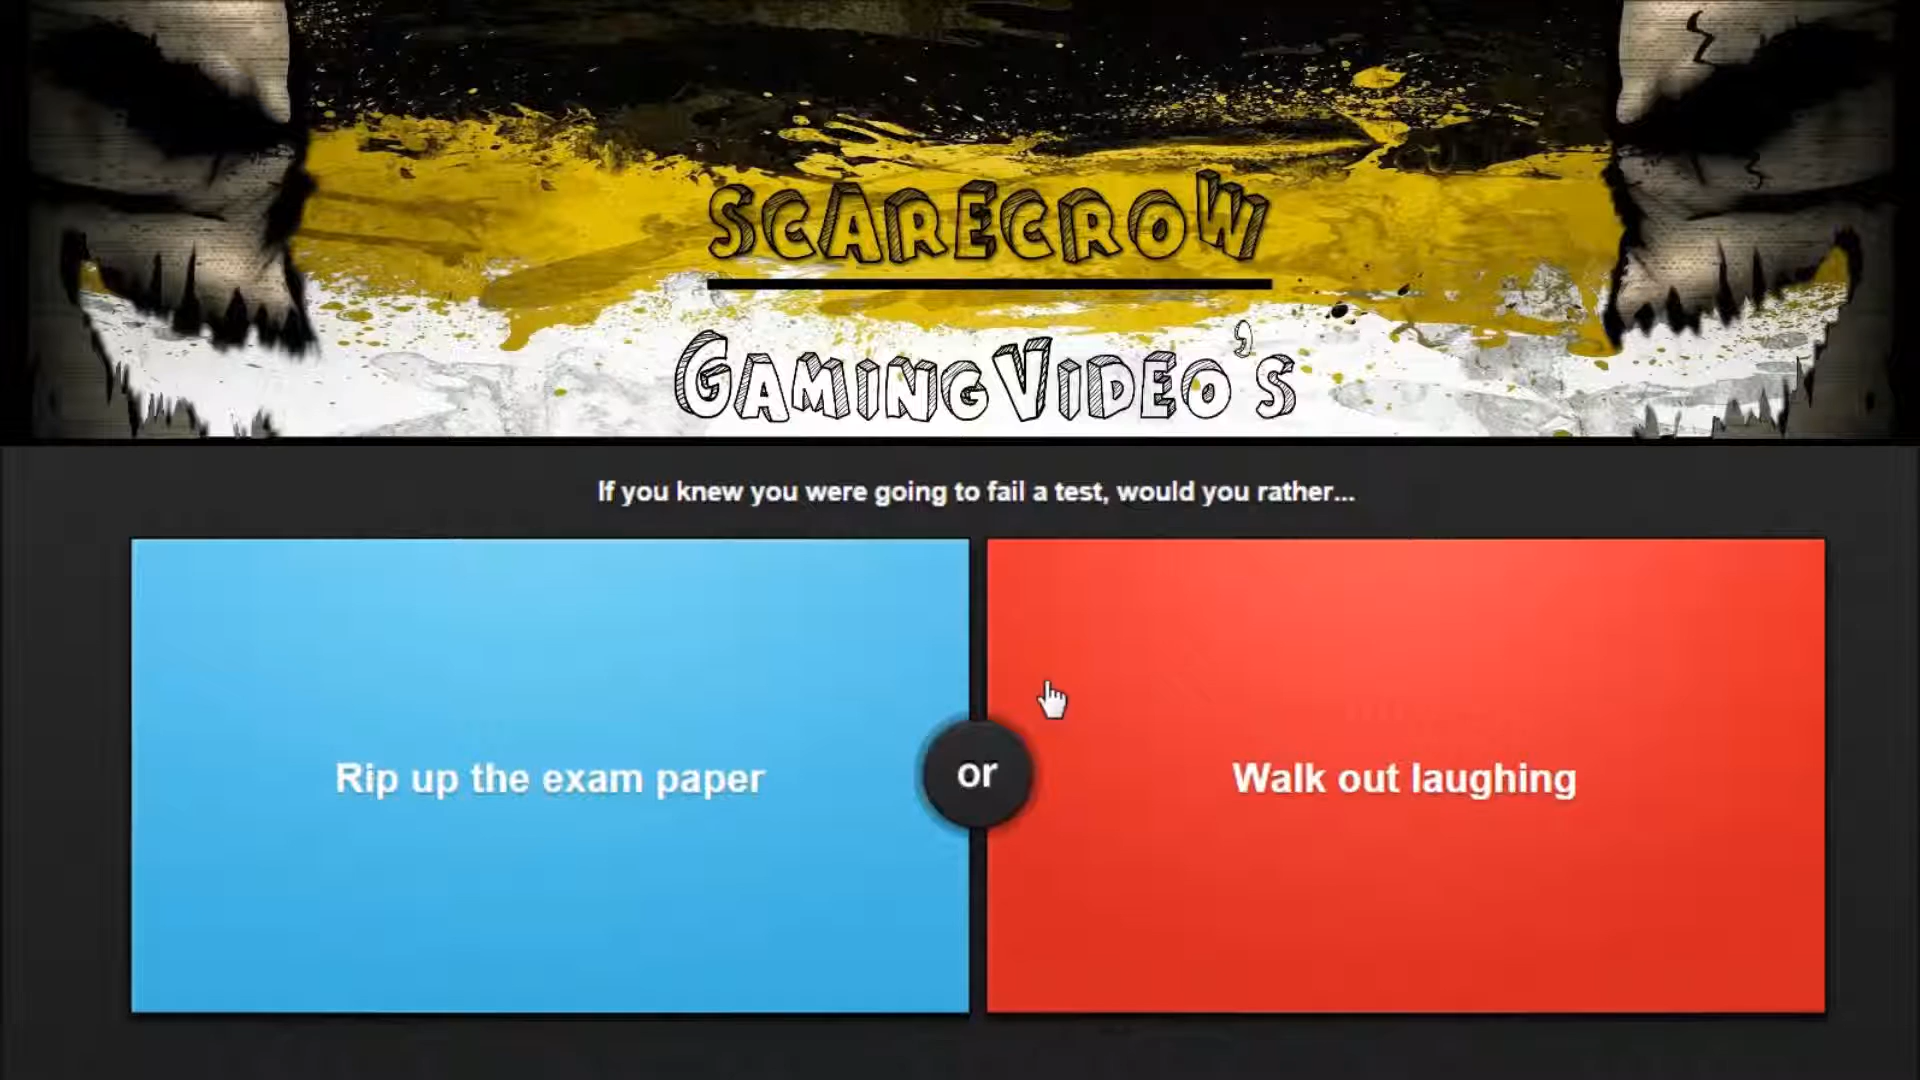 SCARECROW
GAMINGVIDEO'S
If you knew you were going to fail a test, would you rather...
Rip up the exam paper
or
Walk out laughing